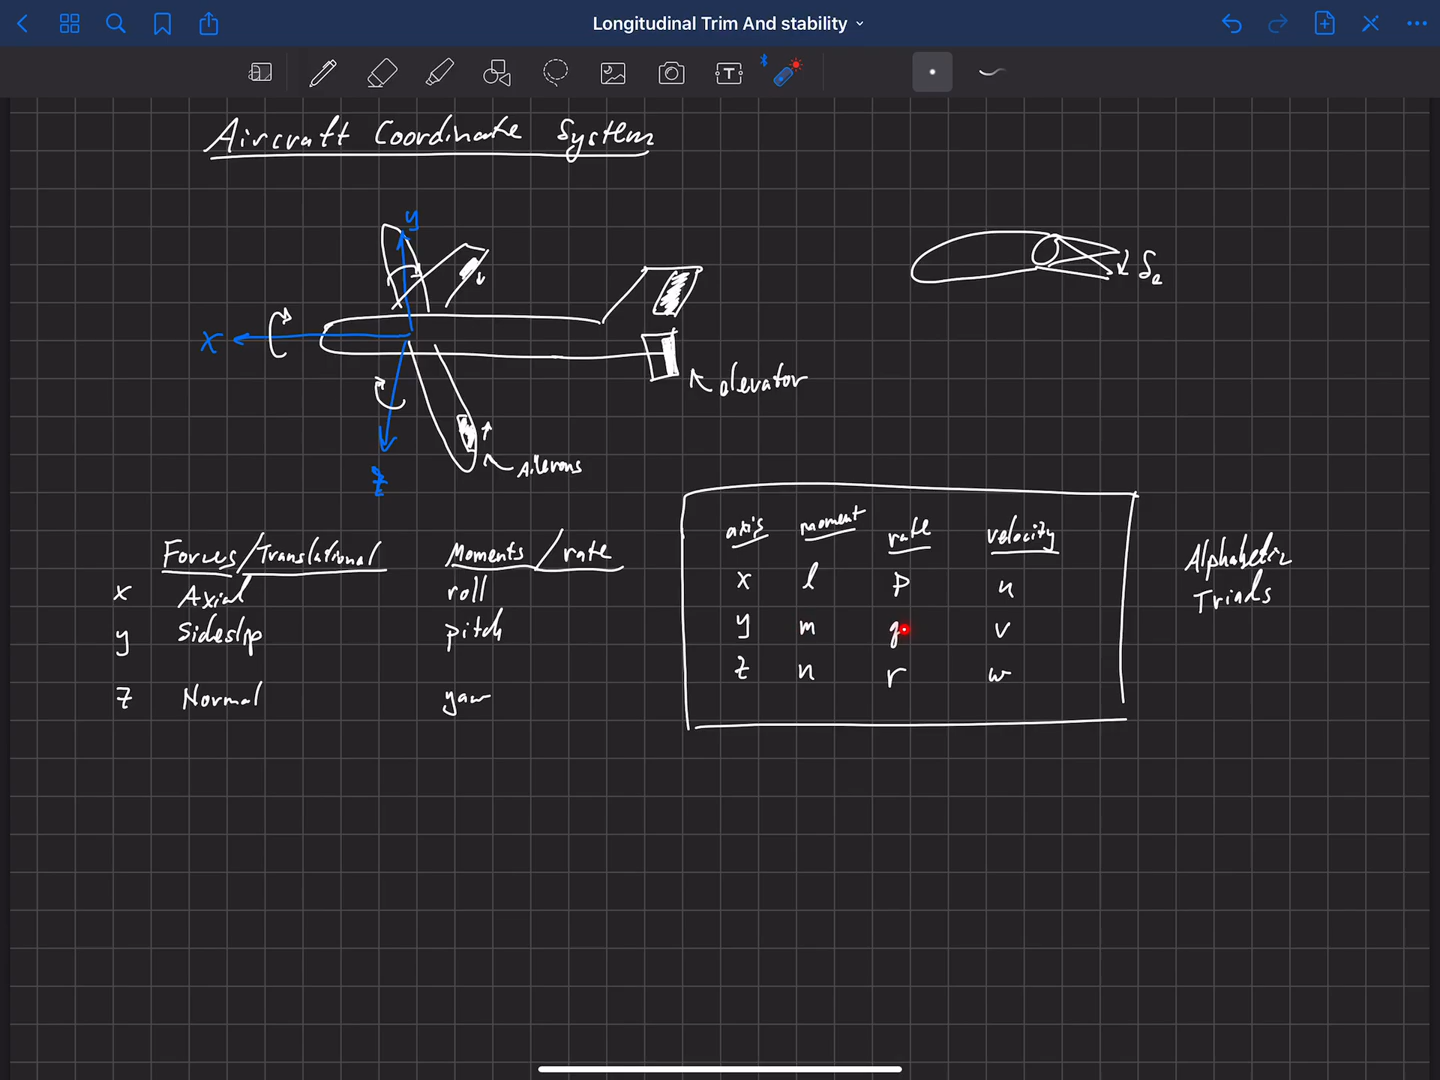 Longitudinal Trim And stability
T
Aircraft Coordinate System
y
x
z
δe
elevator
Ailerons
Forces/Translational Moments/rate
x Axial roll
y Sideslip pitch
z Normal yaw
axis moment rate velocity
x l p u
y m q v
z n r w
Alphabetic
Triads